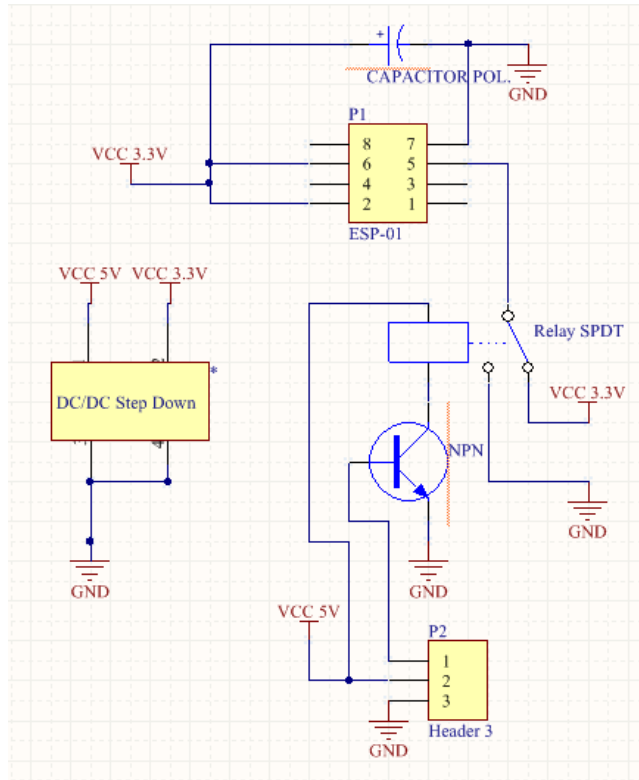 +
CAPACITOR POL.
GND
P1
8 7
6 5
4 3
2 1
ESP-01
VCC 3.3V
VCC 5V VCC 3.3V
*
DC/DC Step Down
GND
Relay SPDT
VCC 3.3V
GND
NPN
GND
VCC 5V
P2
1
2
3
Header 3
GND